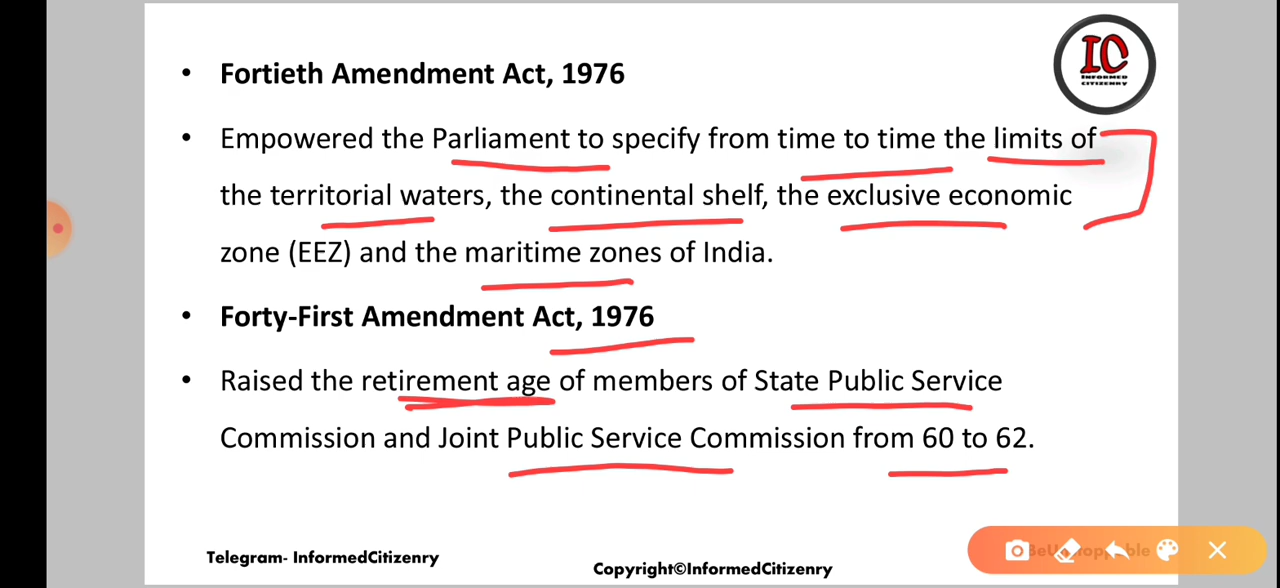 IC
INFORMED
CITIZENRY
• Fortieth Amendment Act, 1976
• Empowered the Parliament to specify from time to time the limits of
the territorial waters, the continental shelf, the exclusive economic
zone (EEZ) and the maritime zones of India.
• Forty-First Amendment Act, 1976
• Raised the retirement age of members of State Public Service
Commission and Joint Public Service Commission from 60 to 62.
Telegram- InformedCitizenry
Copyright©InformedCitizenry